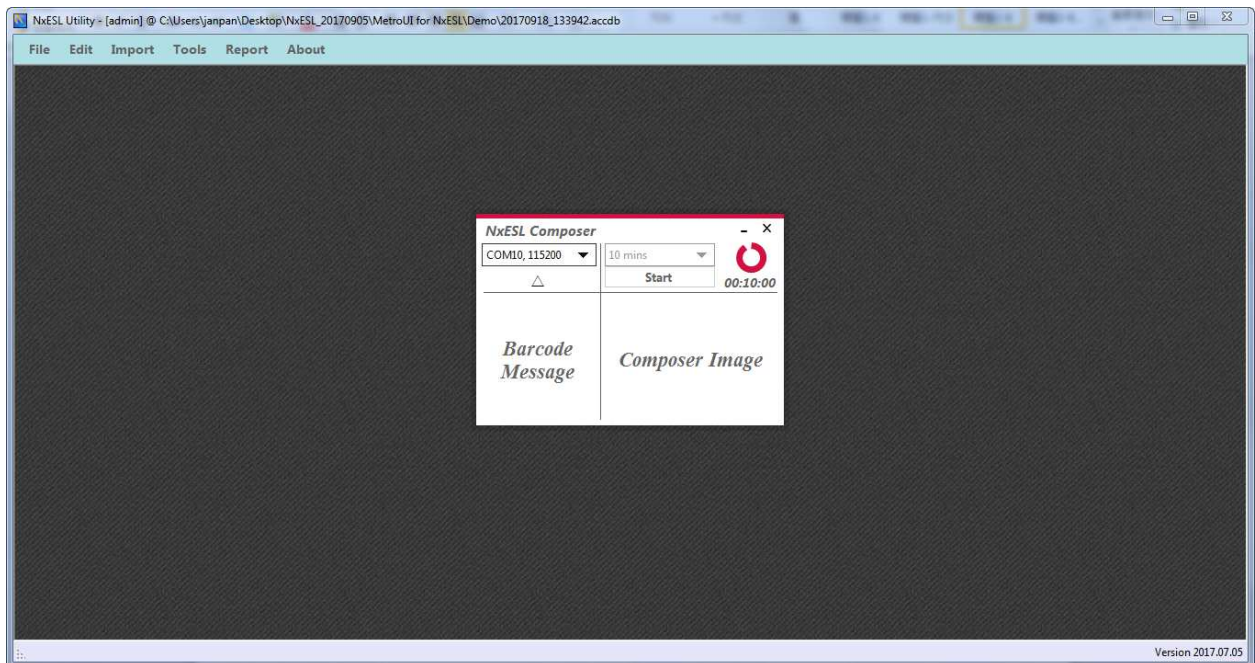 NxESL Utility - [admin] @ C:\Users\janpan\Desktop\NxESL_20170905\MetroUI for NxESL\Demo\20170918_133942.accdb
File Edit Import Tools Report About
NxESL Composer
COM10, 115200 10 mins
Start
00:10:00
Barcode
Message
Composer Image
Version 2017.07.05